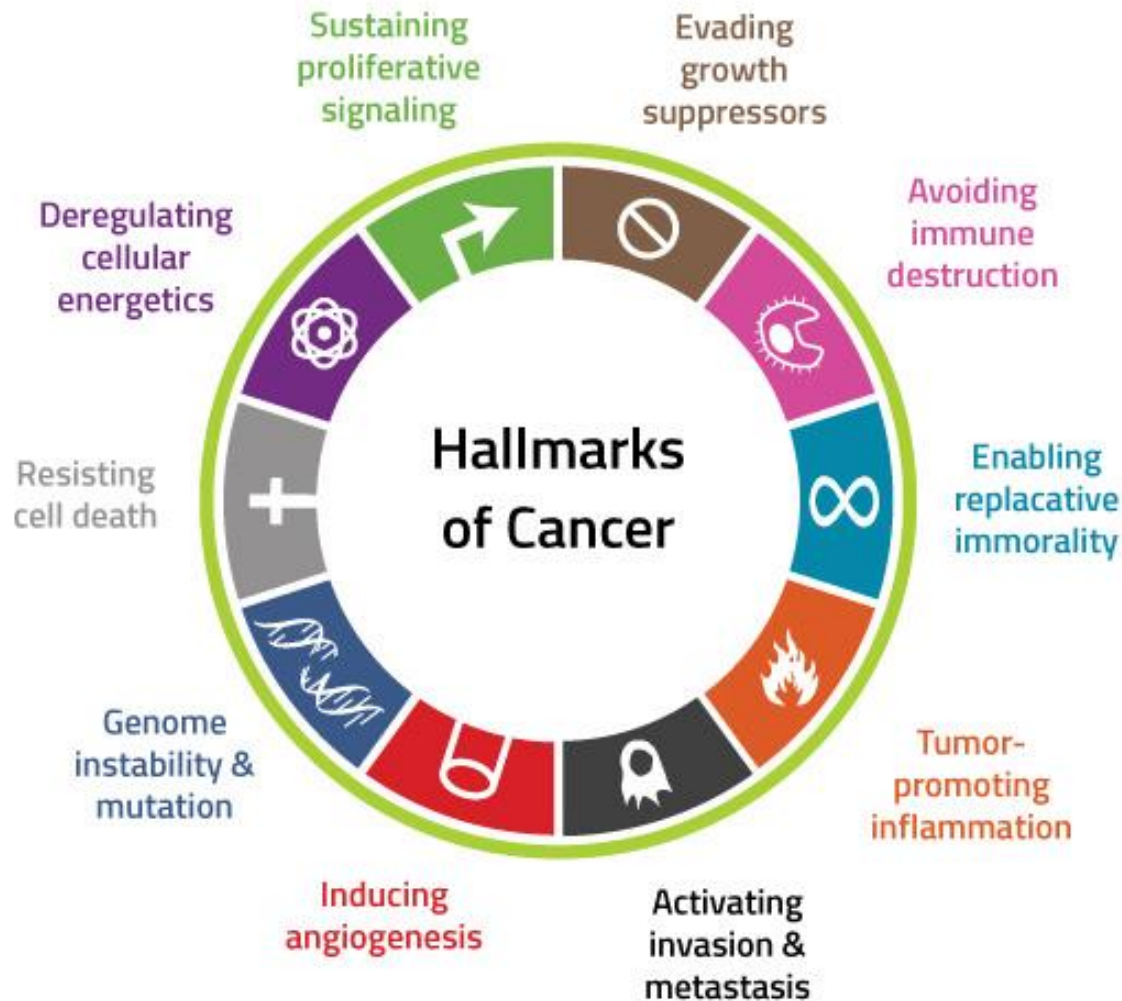 Sustaining
proliferative
signaling
Evading
growth
suppressors
Avoiding
immune
destruction
Enabling
replacative
immorality
Tumor-
promoting
inflammation
Activating
invasion &
metastasis
Inducing
angiogenesis
Genome
instability &
mutation
Resisting
cell death
Deregulating
cellular
energetics
Hallmarks
of Cancer